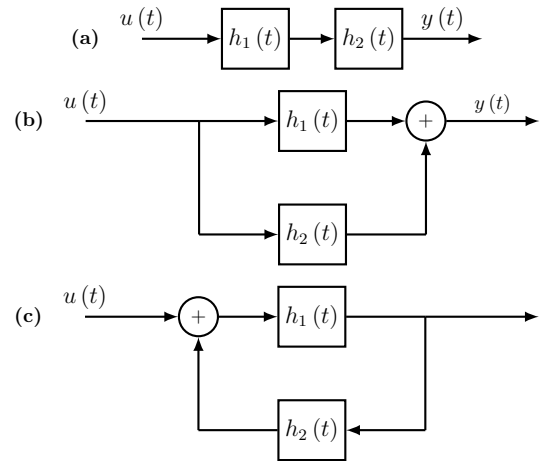 (a) u (t) h₁ (t) h₂ (t) y (t)
(b) u (t) h₁ (t) + y (t)
h₂ (t)
(c) u (t) + h₁ (t)
h₂ (t)